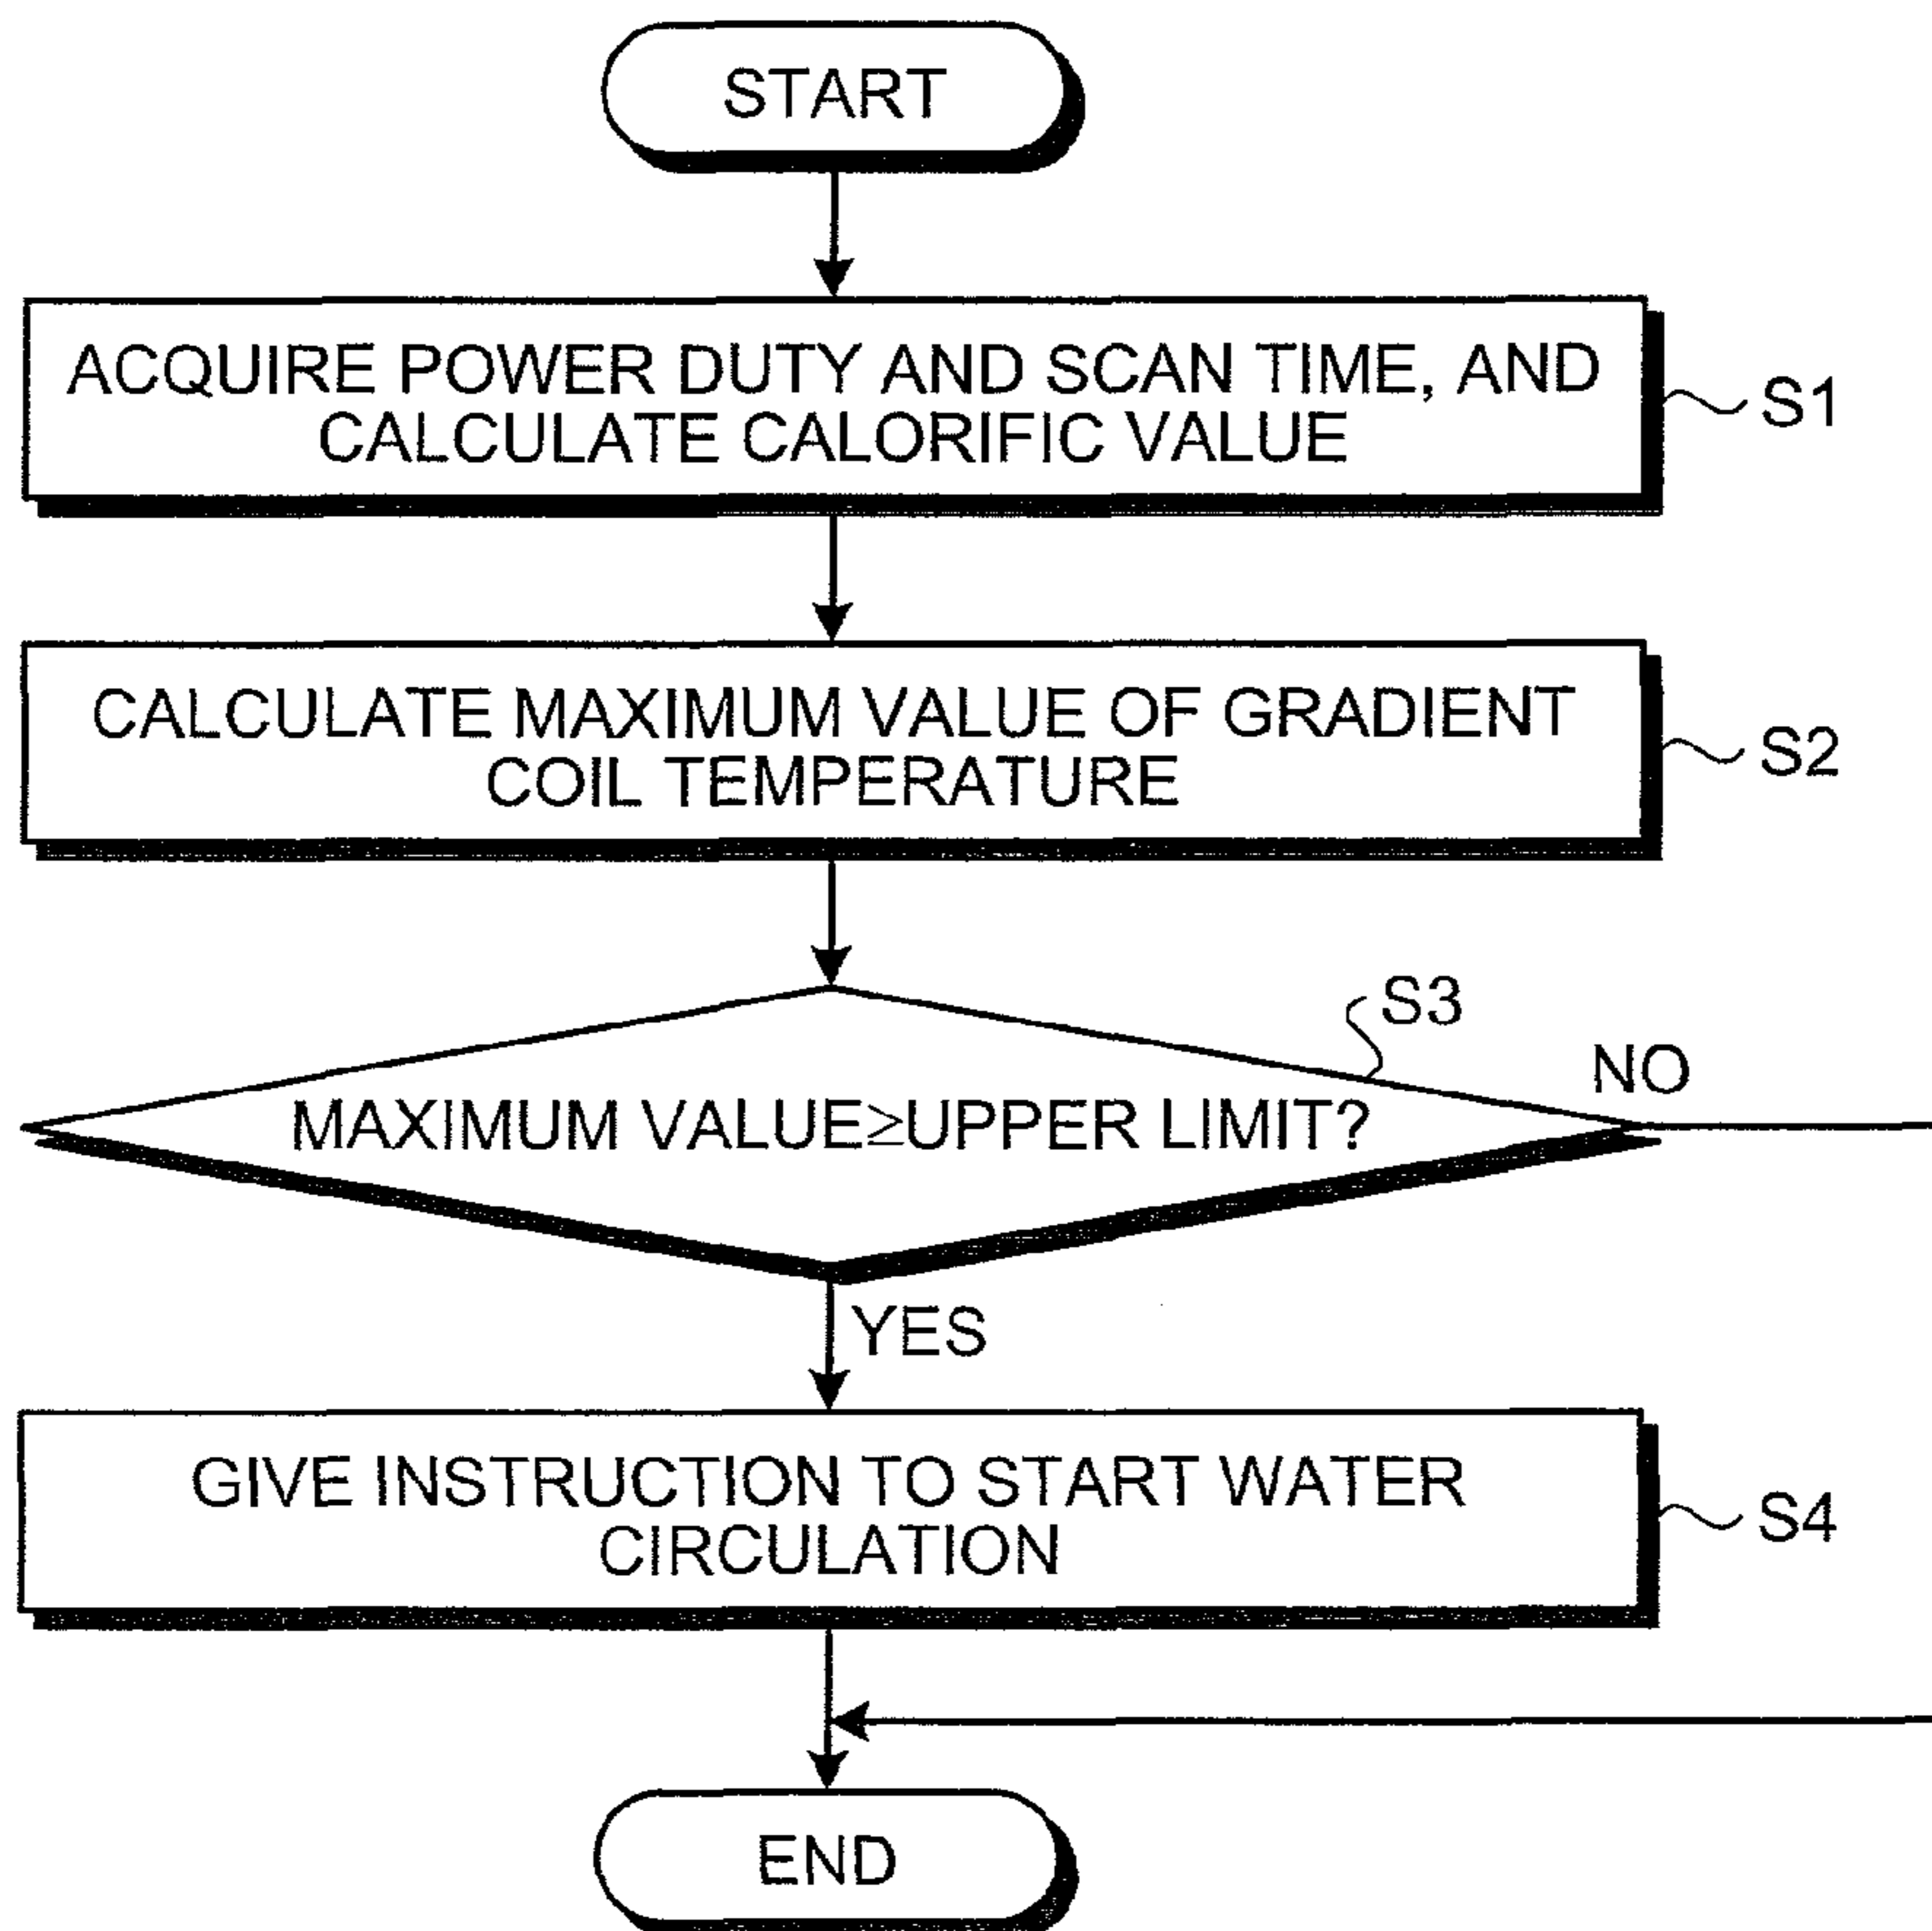 START
ACQUIRE POWER DUTY AND SCAN TIME, AND
CALCULATE CALORIFIC VALUE
S1
CALCULATE MAXIMUM VALUE OF GRADIENT
COIL TEMPERATURE
S2
S3
NO
MAXIMUM VALUE≥UPPER LIMIT?
YES
GIVE INSTRUCTION TO START WATER
CIRCULATION
S4
END